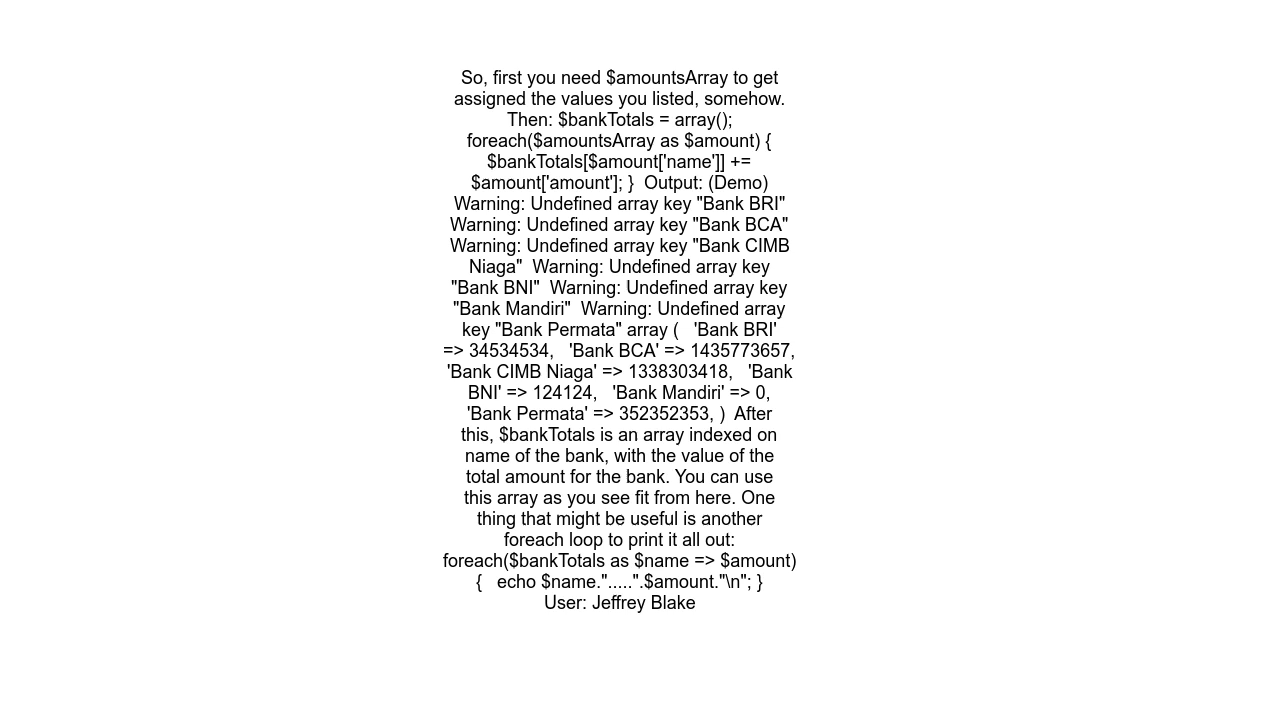 So, first you need $amountsArray to get
assigned the values you listed, somehow.
Then: $bankTotals = array();
foreach($amountsArray as $amount) {
$bankTotals[$amount['name']] +=
$amount['amount']; }  Output: (Demo)
Warning: Undefined array key "Bank BRI"
Warning: Undefined array key "Bank BCA"
Warning: Undefined array key "Bank CIMB
Niaga"  Warning: Undefined array key
"Bank BNI"  Warning: Undefined array key
"Bank Mandiri"  Warning: Undefined array
key "Bank Permata" array (   'Bank BRI'
=> 34534534,   'Bank BCA' => 1435773657,
'Bank CIMB Niaga' => 1338303418,   'Bank
BNI' => 124124,   'Bank Mandiri' => 0,
'Bank Permata' => 352352353, )  After
this, $bankTotals is an array indexed on
name of the bank, with the value of the
total amount for the bank. You can use
this array as you see fit from here. One
thing that might be useful is another
foreach loop to print it all out:
foreach($bankTotals as $name => $amount)
{   echo $name.".....".$amount."\n"; }
User: Jeffrey Blake